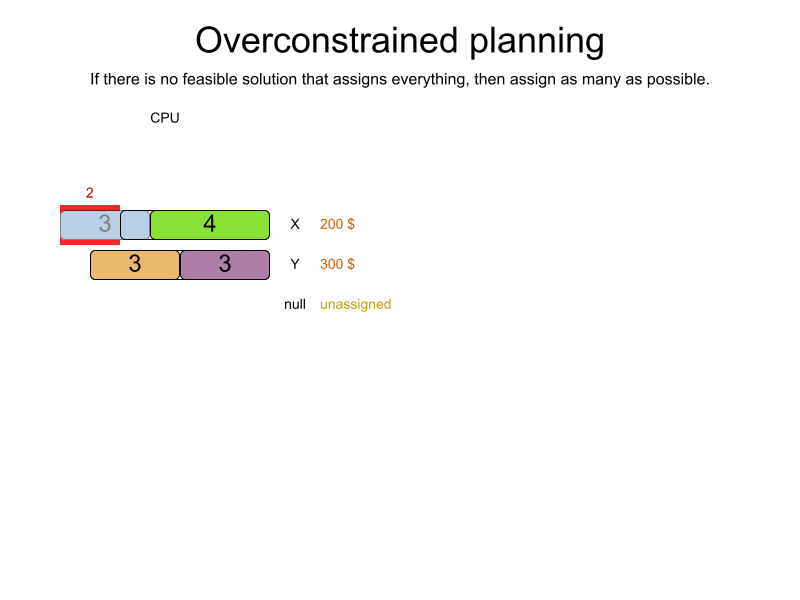 Overconstrained planning
If there is no feasible solution that assigns everything, then assign as many as possible.
CPU
2
3 4 X 200 $
3 3 Y 300 $
null unassigned